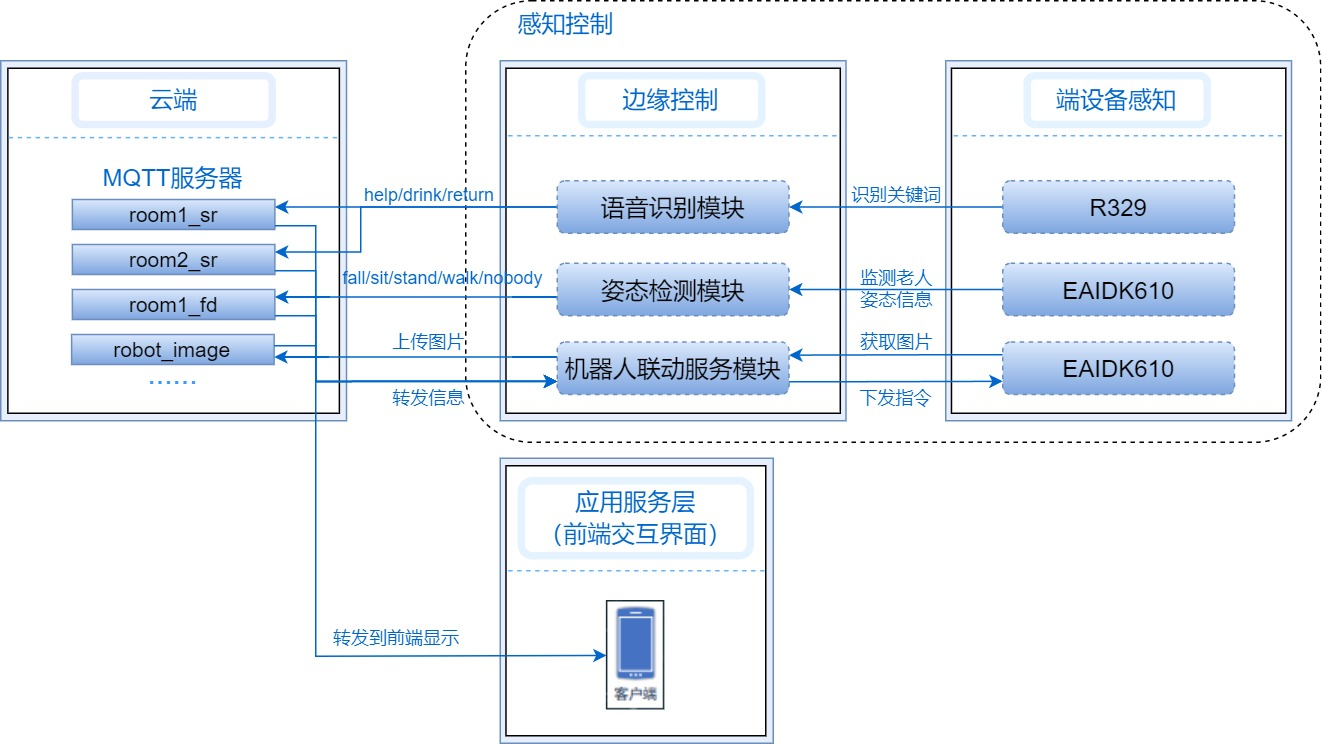 感知控制
云端
MQTT服务器
room1_sr
room2_sr
room1_fd
robot_image
······
help/drink/return
fall/sit/stand/walk/nobody
上传图片
转发信息
边缘控制
语音识别模块
姿态检测模块
机器人联动服务模块
识别关键词
监测老人
姿态信息
获取图片
下发指令
端设备感知
R329
EAIDK610
EAIDK610
应用服务层
（前端交互界面）
转发到前端显示
客户端